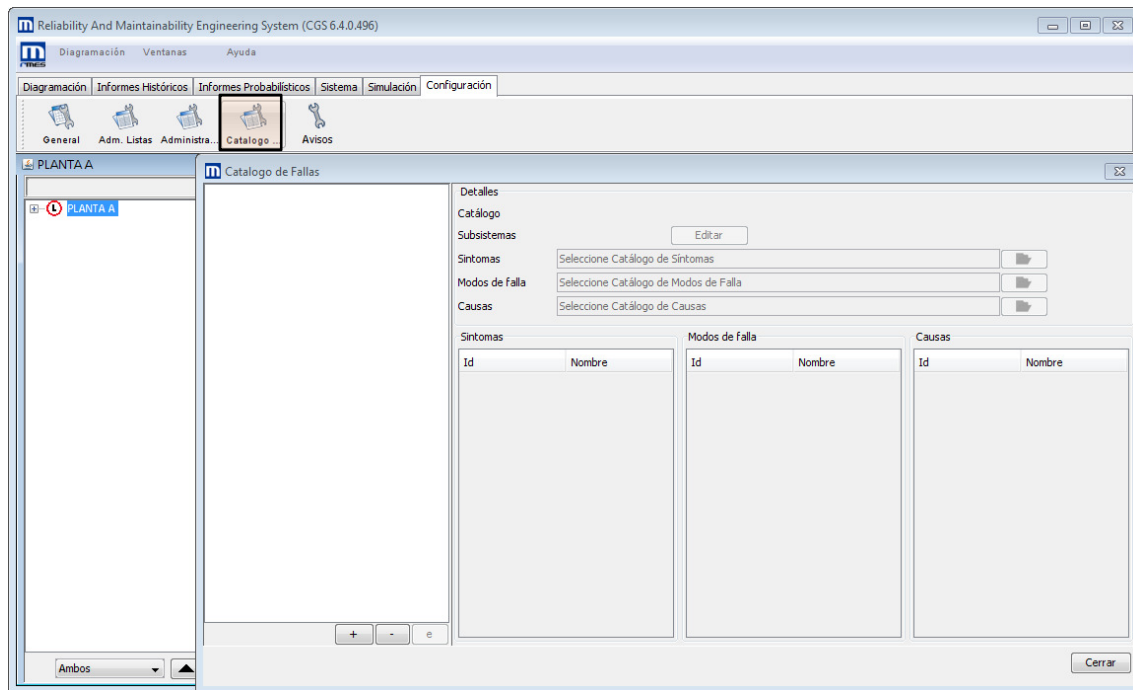 Reliability And Maintainability Engineering System (CGS 6.4.0.496)
Diagramación Ventanas Ayuda
rmes
Diagramación Informes Históricos Informes Probabilísticos Sistema Simulación Configuración
General Adm. Listas Administra... Catalogo ... Avisos
PLANTA A
Catalogo de Fallas
PLANTA A
Detalles
Catálogo
Subsistemas Editar
Sintomas Seleccione Catálogo de Síntomas
Modos de falla Seleccione Catálogo de Modos de Falla
Causas Seleccione Catálogo de Causas
Sintomas Modos de falla Causas
Id Nombre Id Nombre Id Nombre
+ - e
Ambos
Cerrar